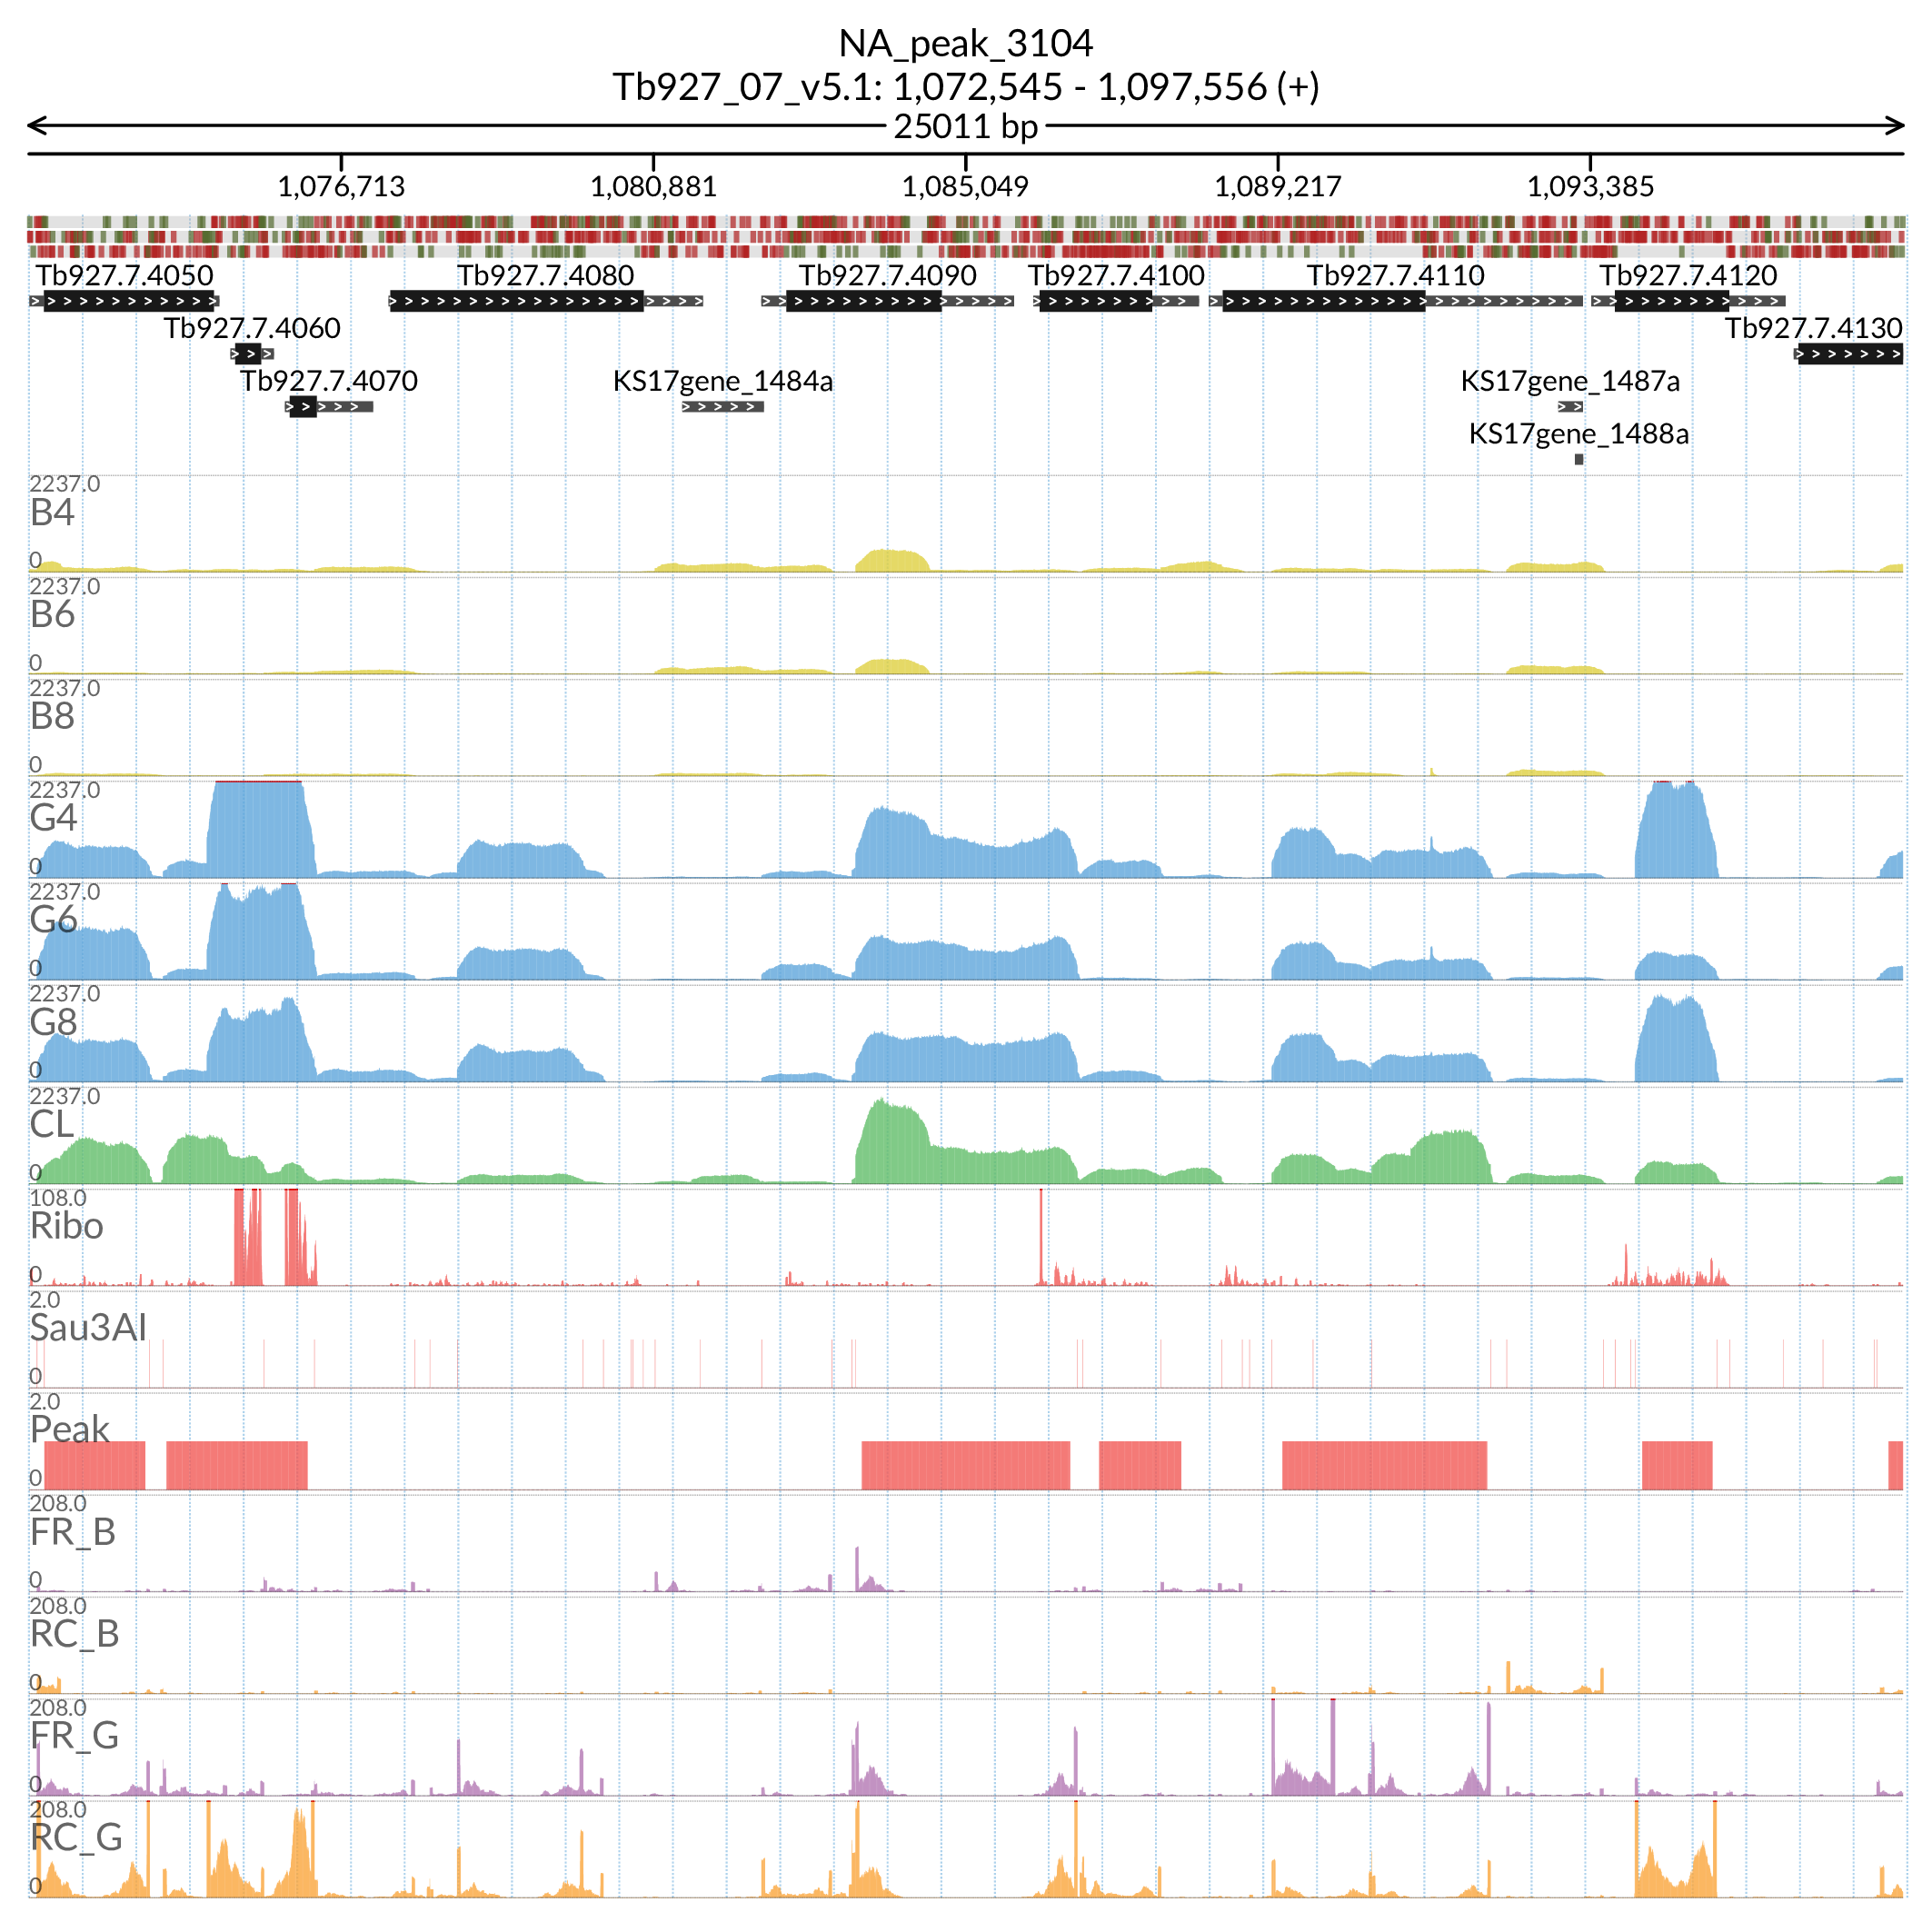 NA_peak_3104
Tb927_07_v5.1: 1,072,545 - 1,097,556 (+)
25011 bp
1,076,713 1,080,881 1,085,049 1,089,217 1,093,385
Tb927.7.4050 Tb927.7.4080 Tb927.7.4090 Tb927.7.4100 Tb927.7.4110 Tb927.7.4120
Tb927.7.4060 Tb927.7.4130
Tb927.7.4070 KS17gene_1484a KS17gene_1487a
KS17gene_1488a
2237.0
B4
0
2237.0
B6
0
2237.0
B8
0
2237.0
G4
0
2237.0
G6
0
2237.0
G8
0
2237.0
CL
0
108.0
Ribo
0
2.0
Sau3AI
0
2.0
Peak
0
208.0
FR_B
0
208.0
RC_B
0
208.0
FR_G
0
208.0
RC_G
0